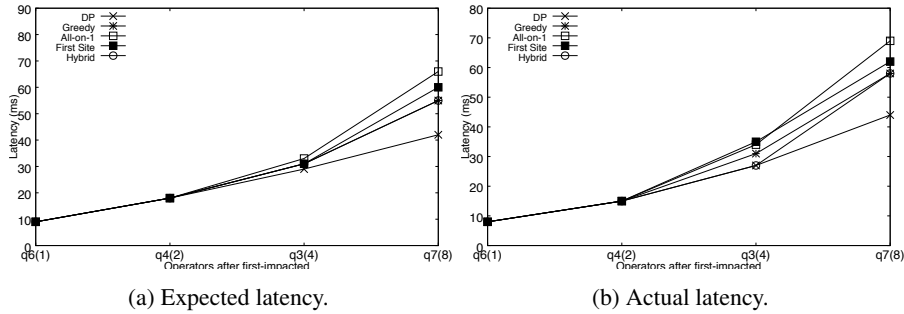 90
80
70
60
50
40
30
20
10
0
Latency (ms)
DP
Greedy
All-on-1
First Site
Hybrid
q6(1) q4(2) q3(4) q7(8)
Operators after first-impacted
(a) Expected latency.
80
70
60
50
40
30
20
10
0
Latency (ms)
DP
Greedy
All-on-1
First Site
Hybrid
q6(1) q4(2) q3(4) q7(8)
Operators after first-impacted
(b) Actual latency.